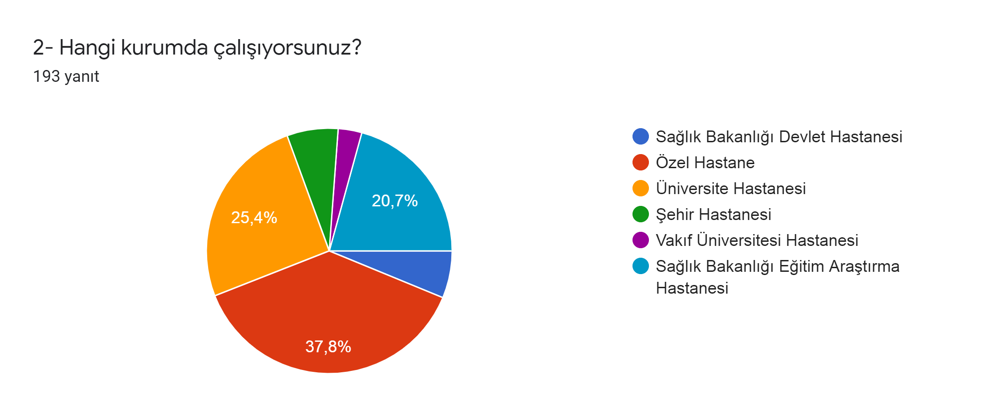 2- Hangi kurumda çalışıyorsunuz?
193 yanıt
20,7%
25,4%
37,8%
Sağlık Bakanlığı Devlet Hastanesi
Özel Hastane
Üniversite Hastanesi
Şehir Hastanesi
Vakıf Üniversitesi Hastanesi
Sağlık Bakanlığı Eğitim Araştırma
Hastanesi